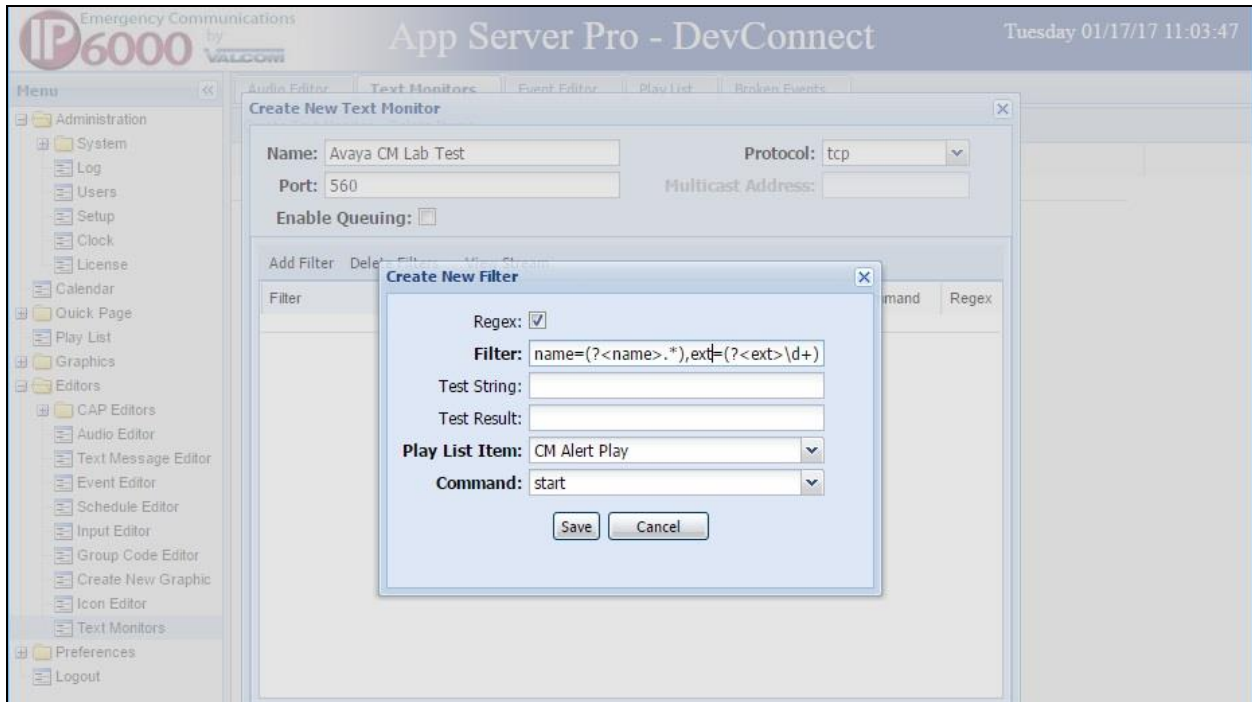 Emergency Communications
IP6000 by VALCOM
App Server Pro - DevConnect
Tuesday 01/17/17 11:03:47
Menu
Administration
System
Log
Users
Setup
Clock
License
Calendar
Quick Page
Play List
Graphics
Editors
CAP Editors
Audio Editor
Text Message Editor
Event Editor
Schedule Editor
Input Editor
Group Code Editor
Create New Graphic
Icon Editor
Text Monitors
Preferences
Logout
Audio Editor Text Monitors Event Editor Play List Broken Events
Create New Text Monitor
Name: Avaya CM Lab Test Protocol: tcp
Port: 560 Multicast Address:
Enable Queuing:
Add Filter Delete Filters View Stream
Filter Regex
Create New Filter
Regex:
Filter: name=(?<name>.*),ext=(?<ext>\d+)
Test String:
Test Result:
Play List Item: CM Alert Play
Command: start
Save Cancel